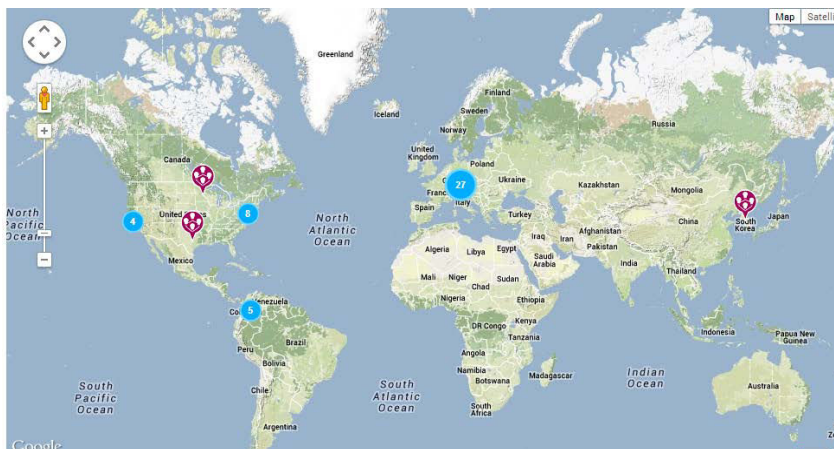 Map
Satelli
Greenland
Iceland
Finland
Sweden
Norway
Russia
United
Kingdom
Poland
Canada
27
Ukraine
Kazakhstan
Mongolia
Franc
Italy
Spain
Turkey
North
Pacific
Ocean
4
United
8
North
Atlantic
Ocean
South
Korea
Japan
China
Afghanistan
Iraq
Iran
Pakistan
Algeria
Libya
Egypt
Saudi
Arabia
India
Mexico
Mali
Niger
Sudan
Chad
Thailand
Nigeria
Ethiopia
5
Venezuela
Co
Kenya
DR Congo
Tanzania
Indonesia
Papua New
Guinea
Peru
Brazil
Bolivia
Angola
Namibia
Botswana
Madagascar
South
Pacific
Ocean
Chile
South
Atlantic
Ocean
Indian
Ocean
Australia
South
Africa
Argentina
Google